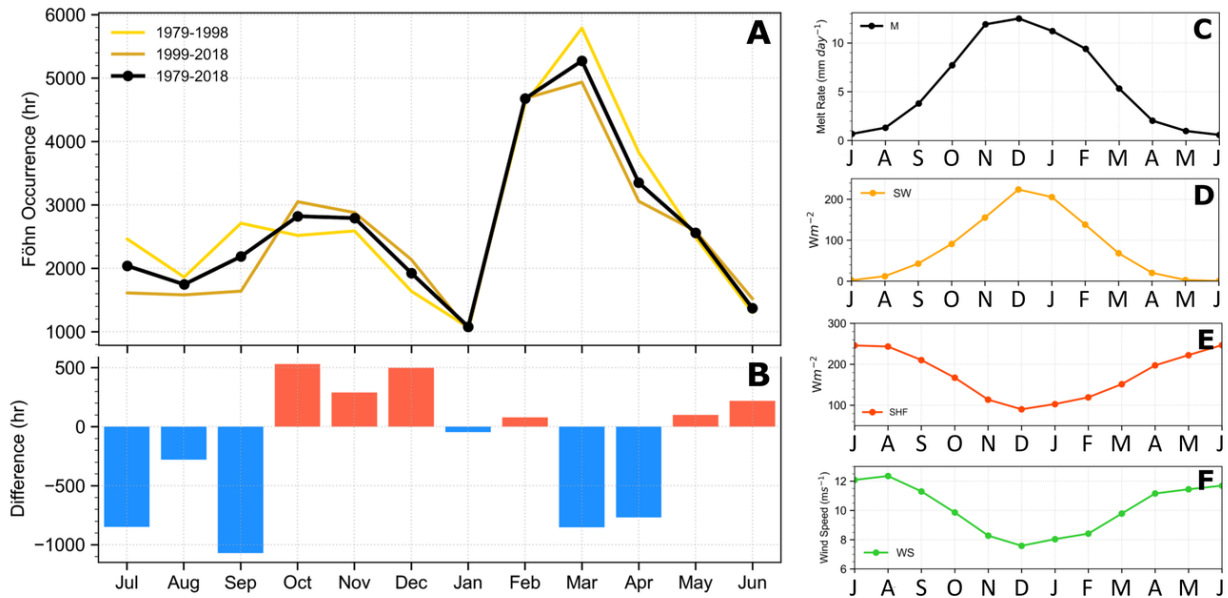 A
1979-1998
1999-2018
1979-2018
Föhn Occurrence (hr)
6000
5000
4000
3000
2000
1000
B
Difference (hr)
500
0
−500
−1000
Jul Aug Sep Oct Nov Dec Jan Feb Mar Apr May Jun
C
M
Melt Rate (mm day⁻¹)
10
5
0
J A S O N D J F M A M J
D
SW
Wm⁻²
200
100
0
J A S O N D J F M A M J
E
SHF
Wm⁻²
300
200
100
J A S O N D J F M A M J
F
WS
Wind Speed (ms⁻¹)
12
10
8
6
J A S O N D J F M A M J